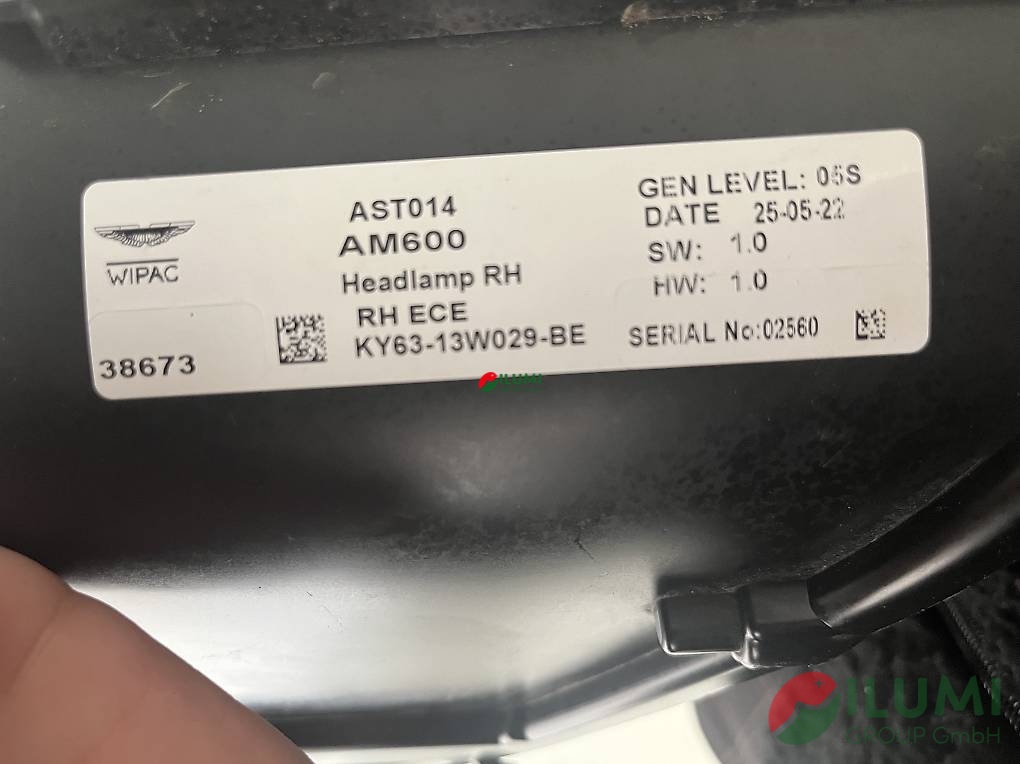 WIPAC
38673
AST014
AM600
Headlamp RH
RH ECE
KY63-13W029-BE
GEN LEVEL: 05S
DATE 25-05-22
SW: 1.0
HW: 1.0
SERIAL No:02560
ILUMI
ILUMI
GROUP GmbH